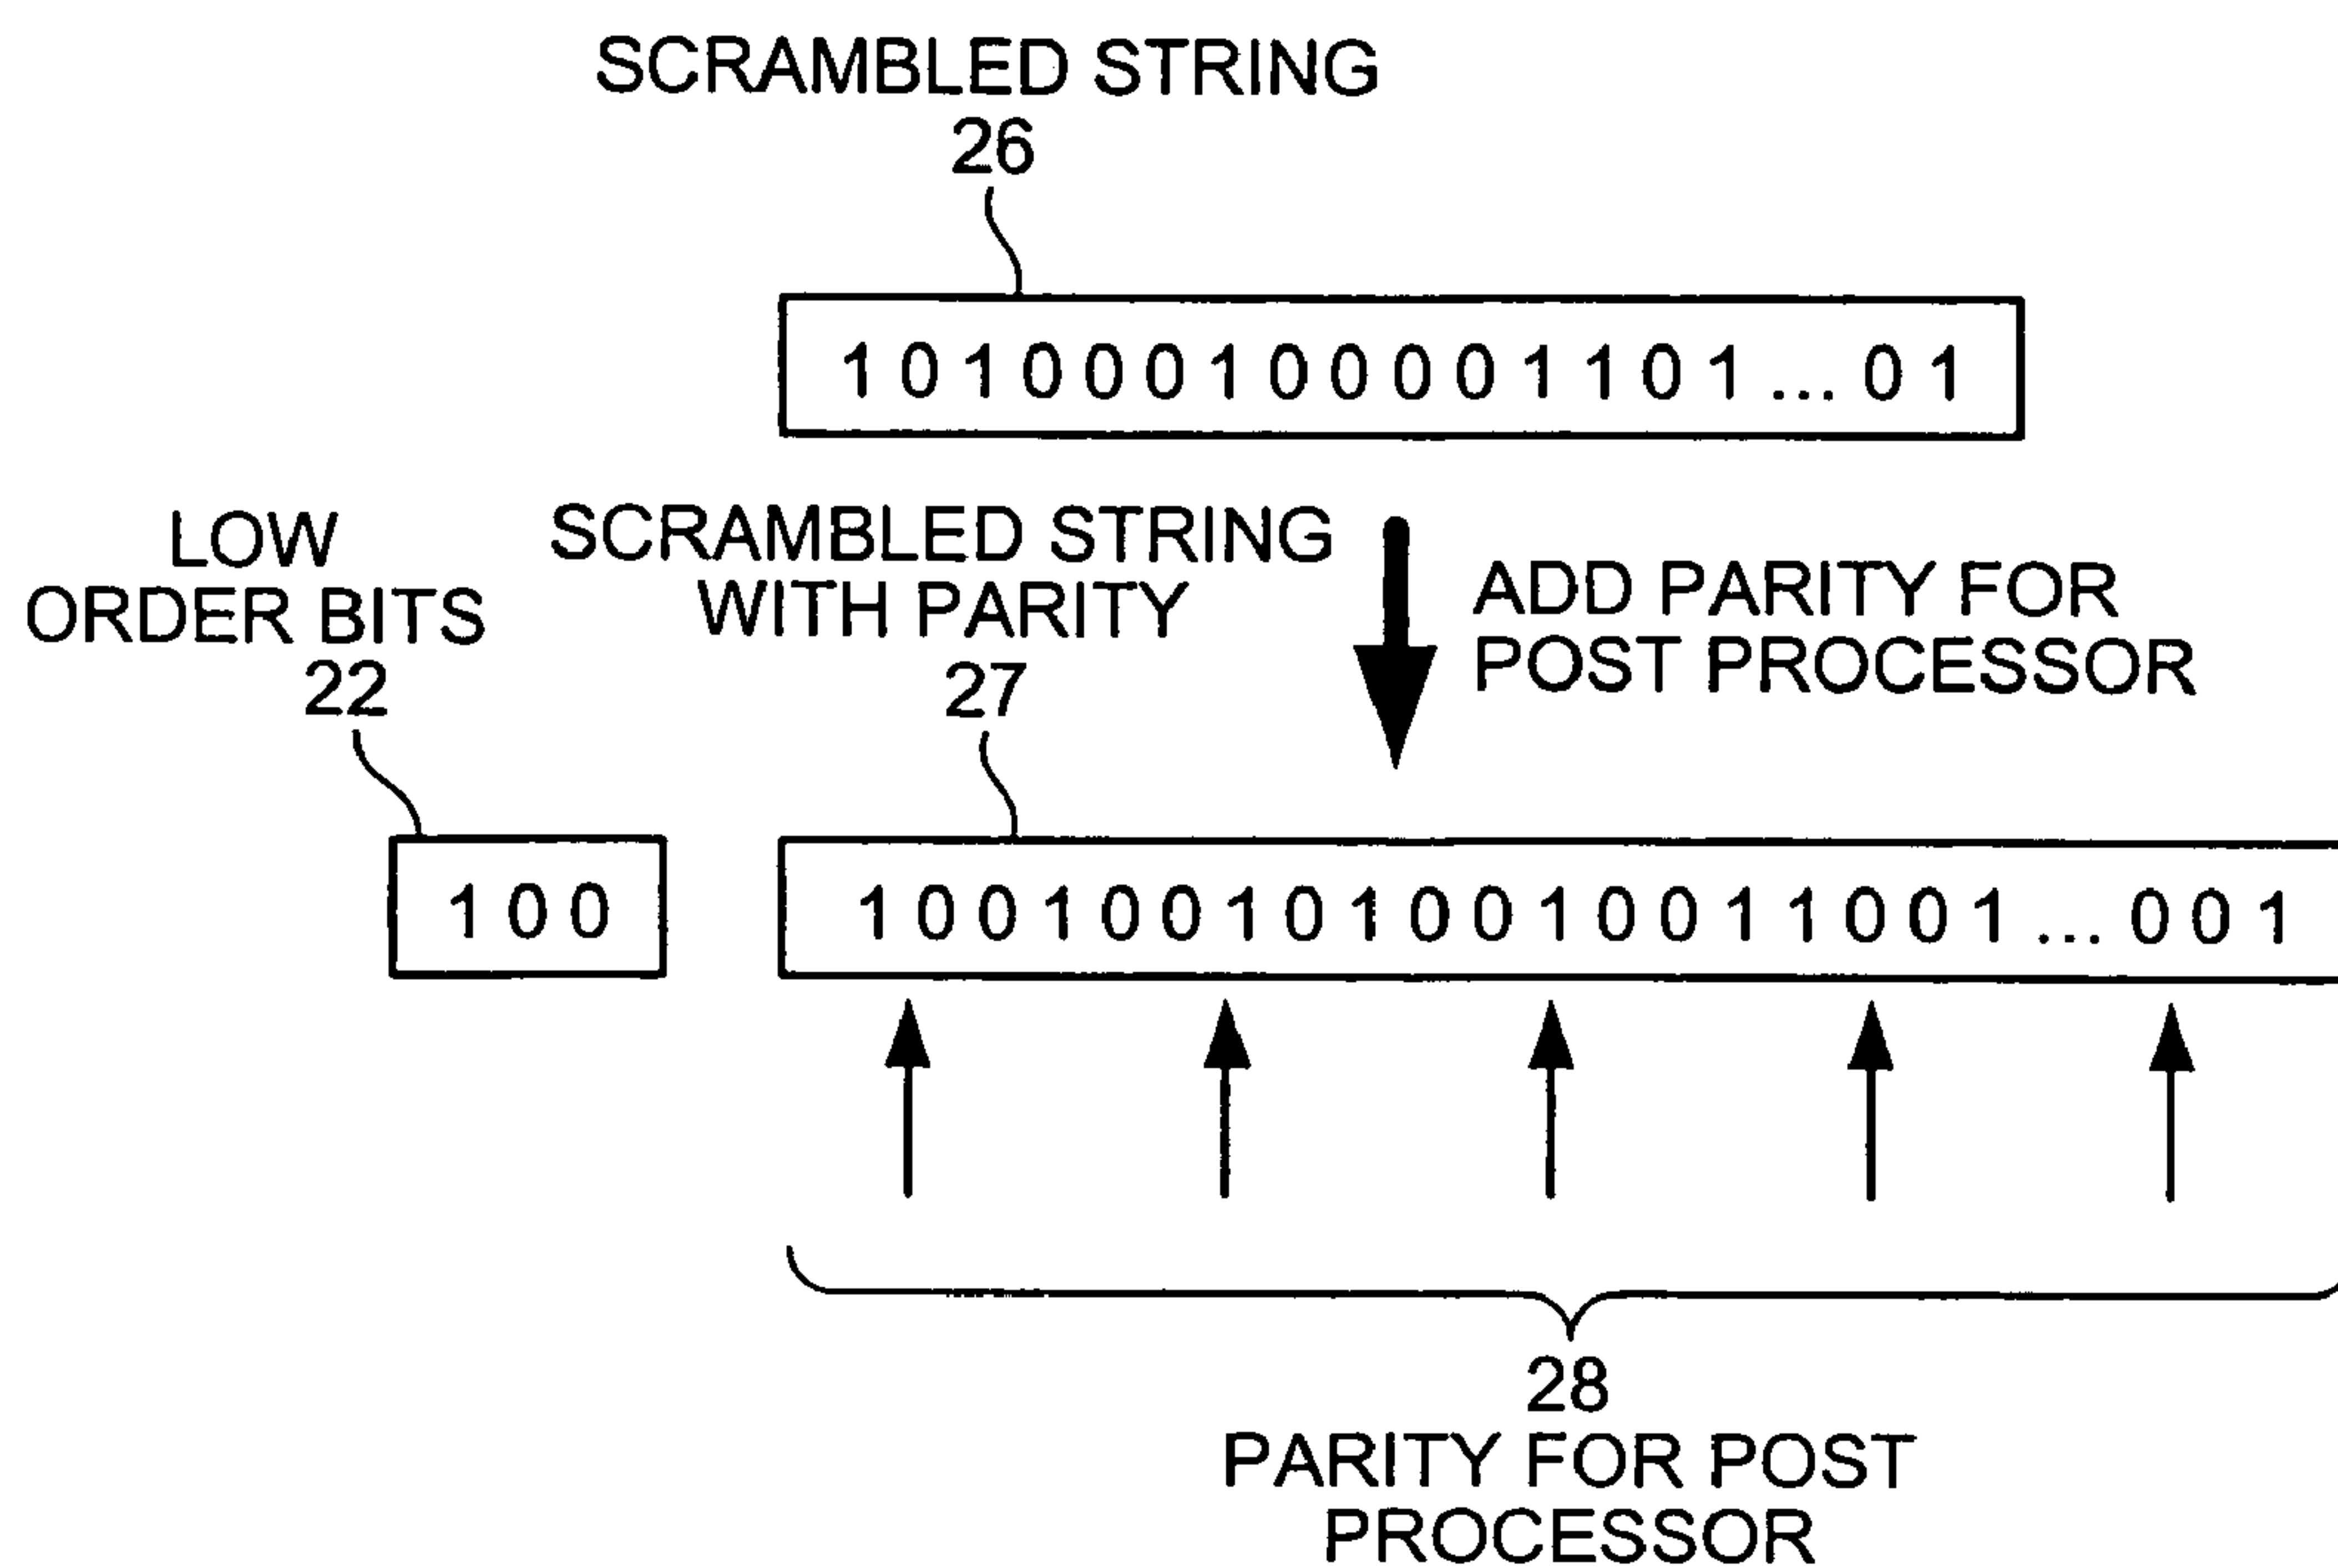 SCRAMBLED STRING
26
1 0 1 0 0 0 1 0 0 0 0 1 1 0 1 ... 0 1
LOW
ORDER BITS
22
SCRAMBLED STRING
WITH PARITY
27
ADD PARITY FOR
POST PROCESSOR
1 0 0
1 0 0 1 0 0 1 0 1 0 0 1 0 0 1 1 0 0 1 ... 0 0 1
28
PARITY FOR POST
PROCESSOR